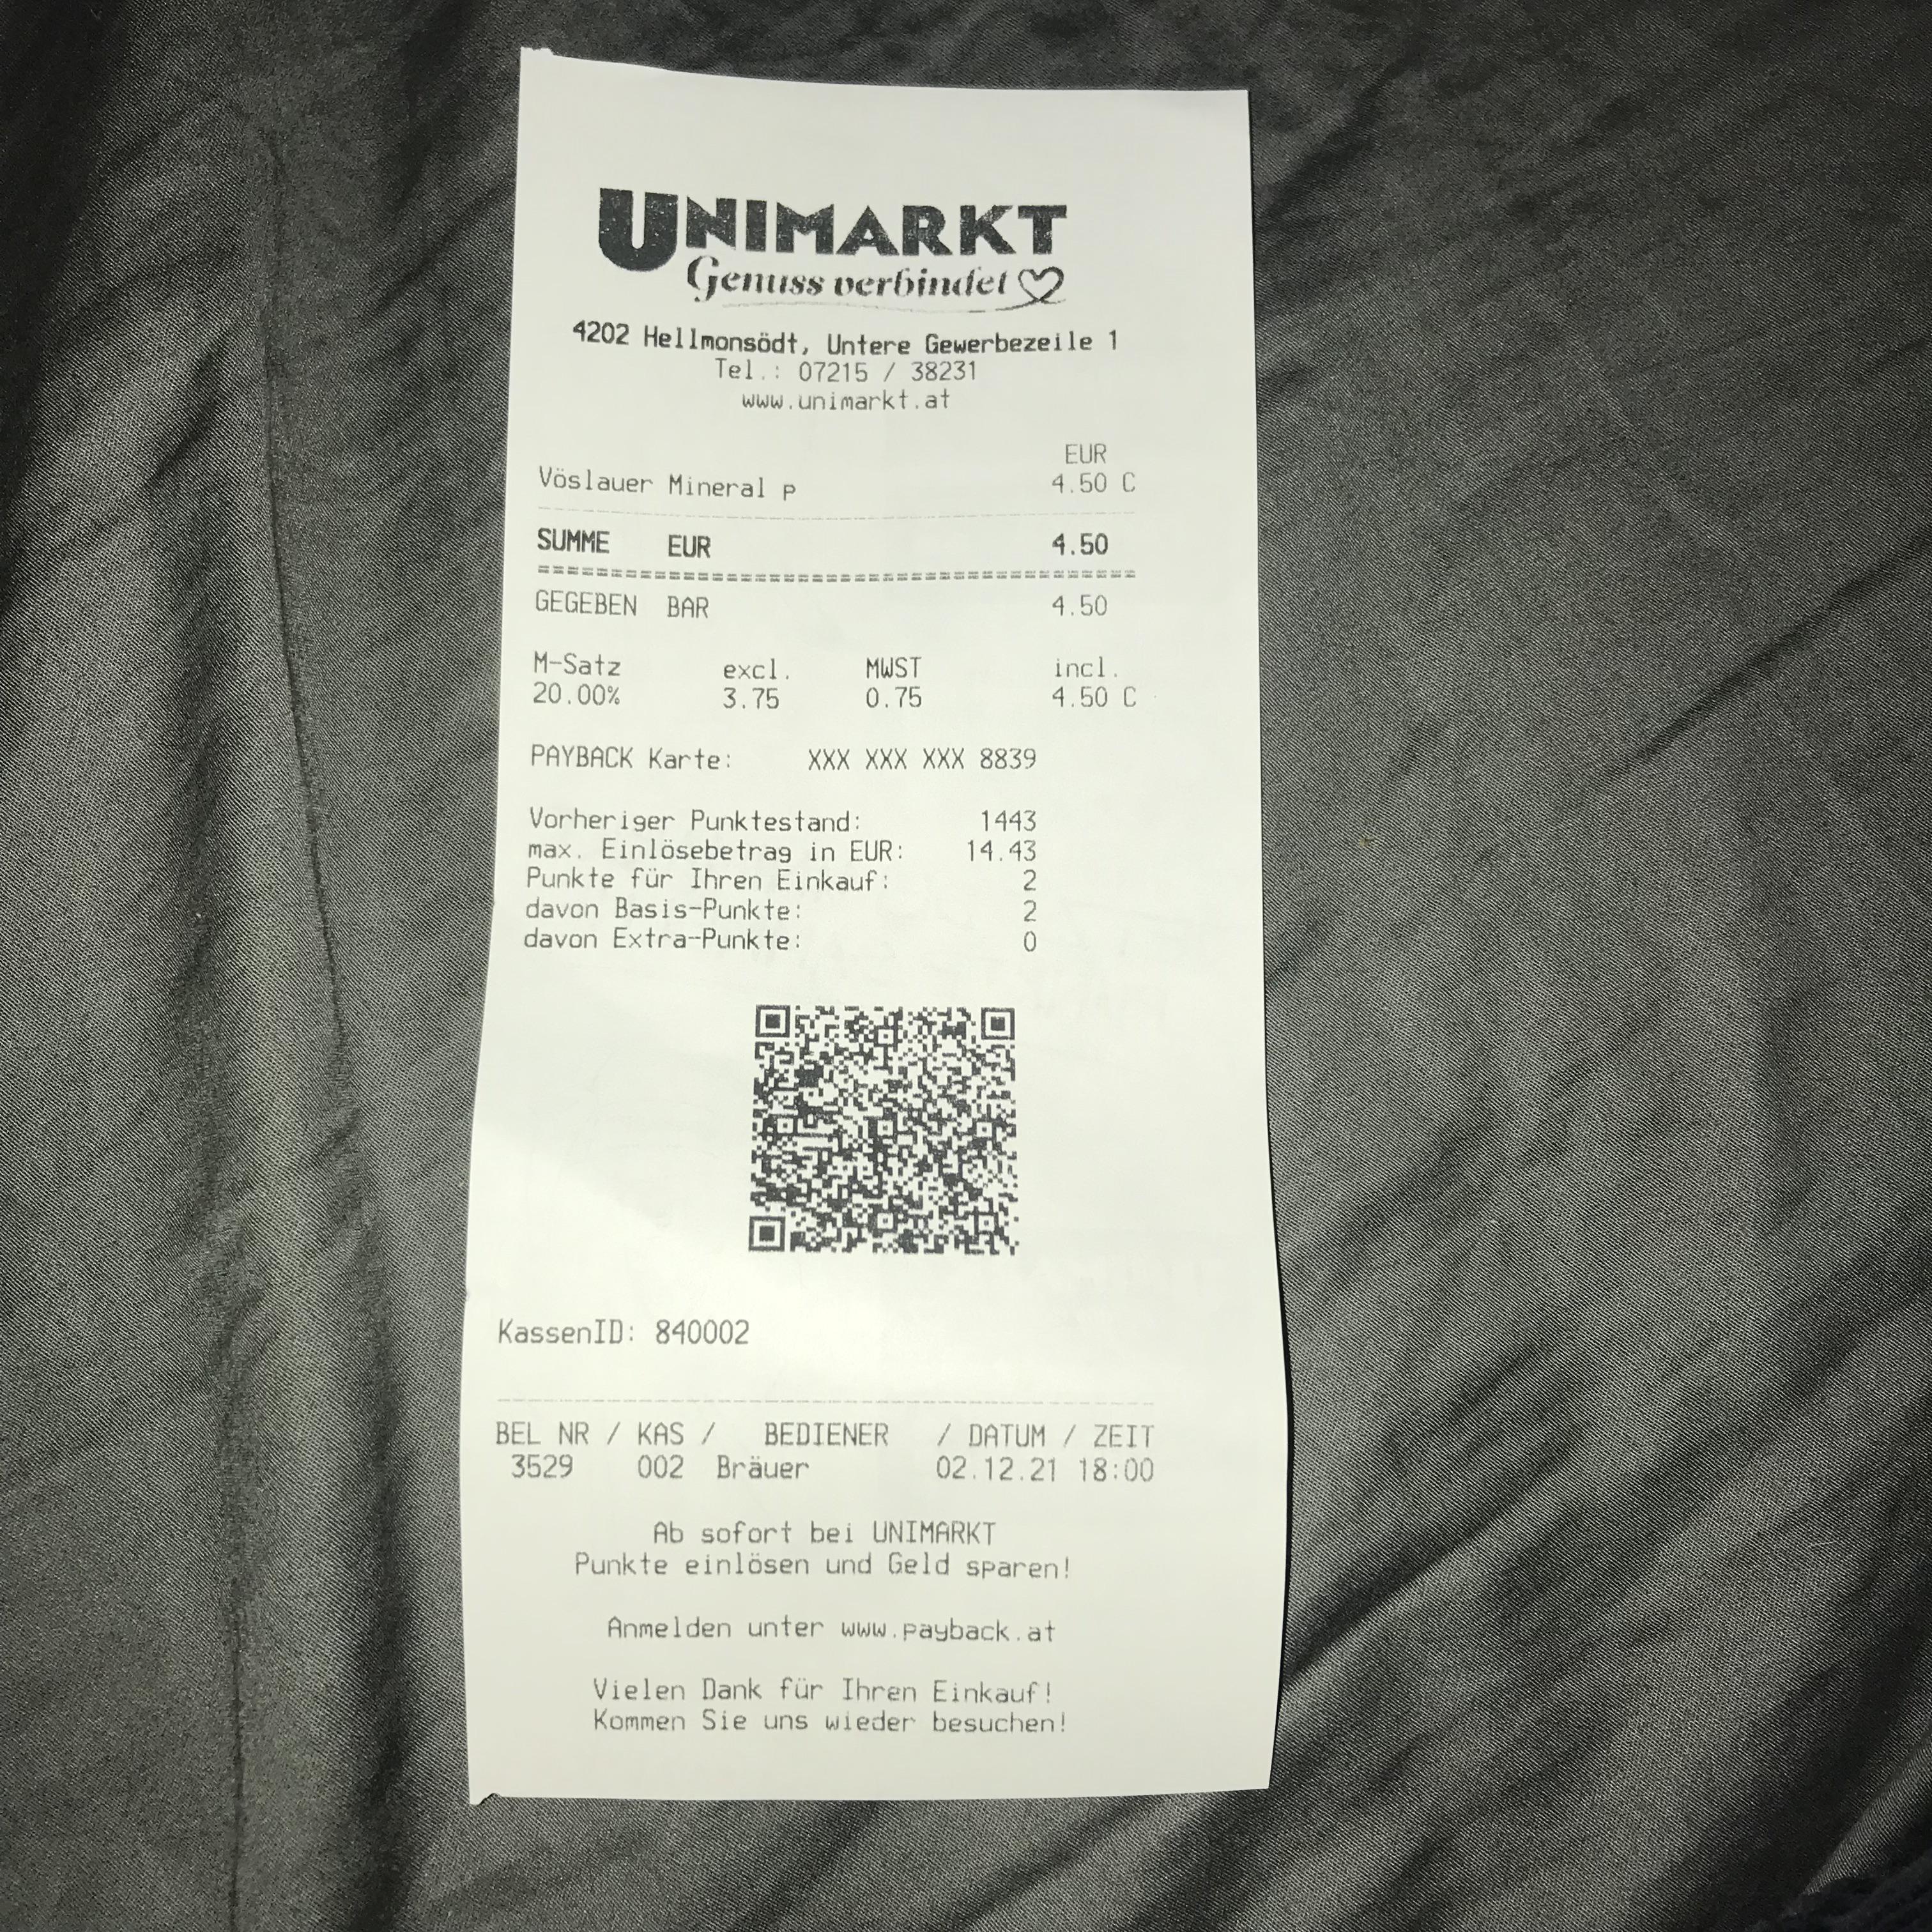 UNIMARKT
Genuss verbindet
4202 Hellmonsödt, Untere Gewerbezeile 1
Tel.: 07215 / 38231
www.unimarkt.at
EUR
Vöslauer Mineral P 4.50 C
SUMME EUR 4.50
GEGEBEN BAR 4.50
M-Satz excl. MWST incl.
20.00% 3.75 0.75 4.50 C
PAYBACK Karte: XXX XXX XXX 8839
Vorheriger Punktestand: 1443
max. Einlösebetrag in EUR: 14.43
Punkte für Ihren Einkauf: 2
davon Basis-Punkte: 2
davon Extra-Punkte: 0
KassenID: 840002
BEL NR / KAS / BEDIENER / DATUM / ZEIT
3529 002 Bräuer 02.12.21 18:00
Ab sofort bei UNIMARKT
Punkte einlösen und Geld sparen!
Anmelden unter www.payback.at
Vielen Dank für Ihren Einkauf!
Kommen Sie uns wieder besuchen!